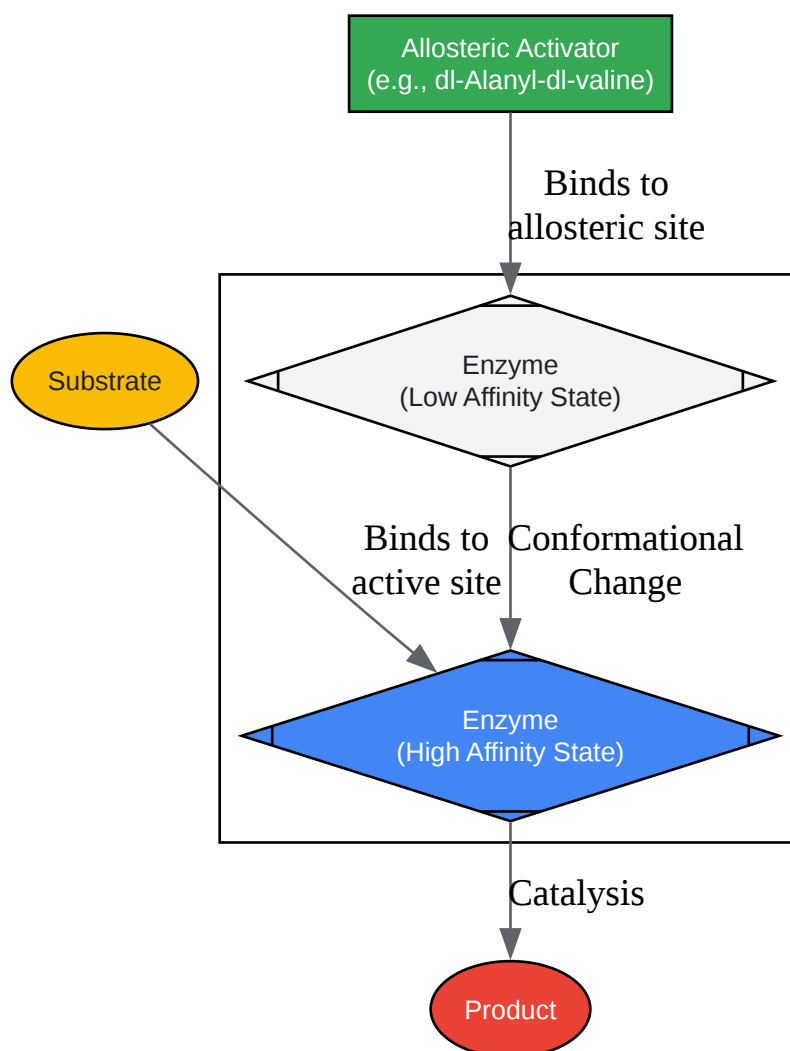 Allosteric Activator
(e.g., dl-Alanyl-dl-valine)
Binds to
allosteric site
Substrate
Enzyme
(Low Affinity State)
Binds to
active site
Conformational
Change
Enzyme
(High Affinity State)
Catalysis
Product